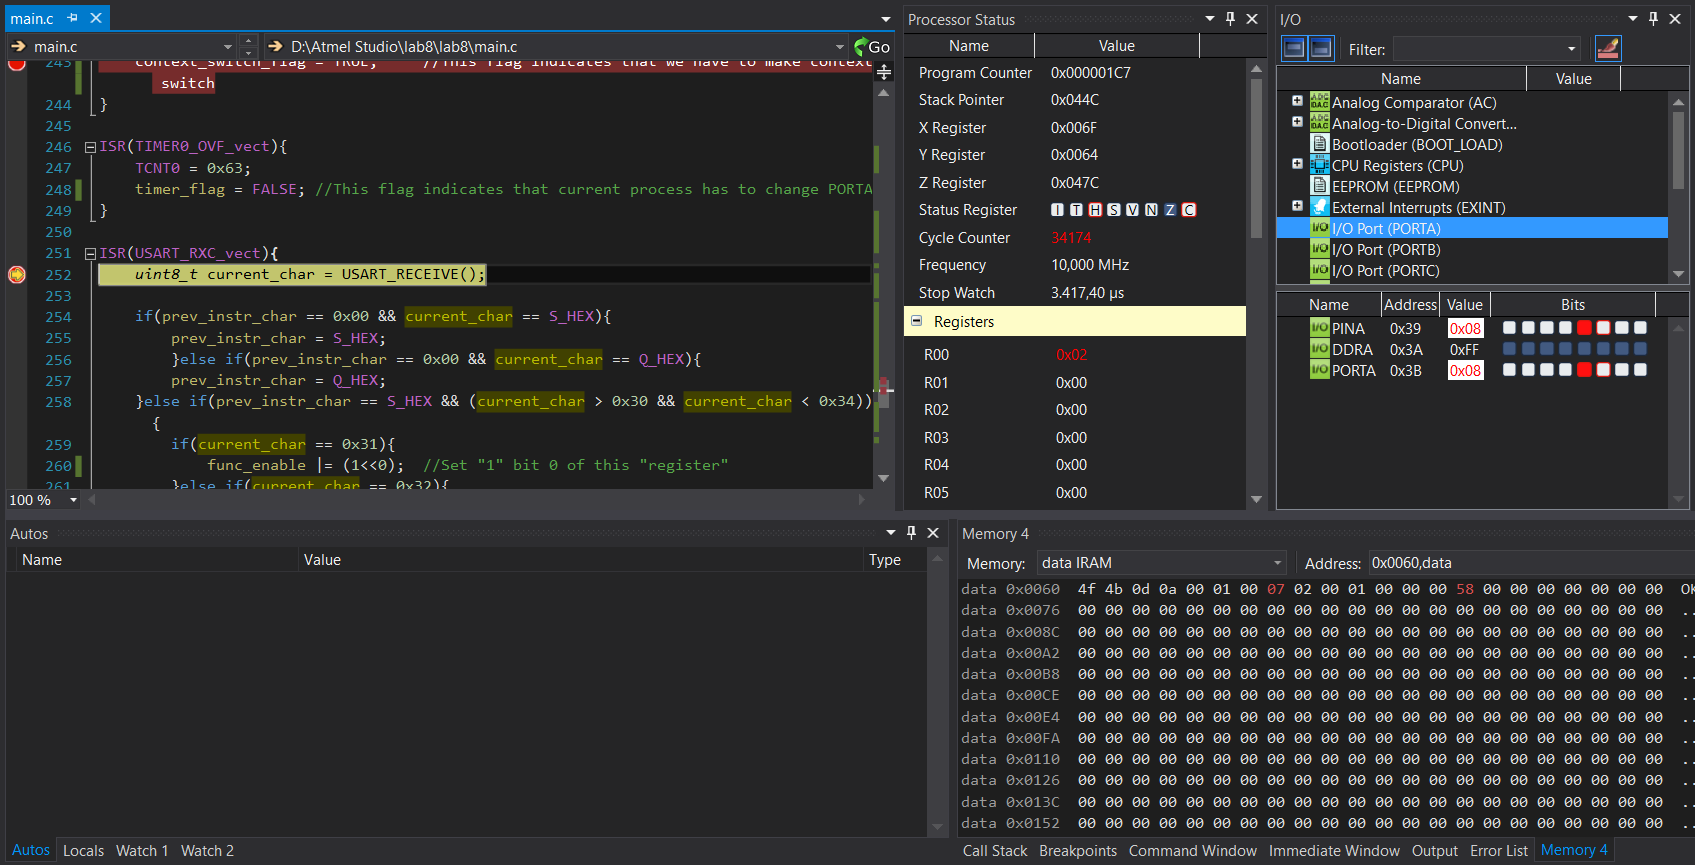 main.c
main.c
D:\Atmel Studio\lab8\lab8\main.c
Go
243 context_switch_flag = TRUE; //This flag indicates that we have to make context
switch
244 }
245
246 ISR(TIMER0_OVF_vect){
247 TCNT0 = 0x63;
248 timer_flag = FALSE; //This flag indicates that current process has to change PORTA
249 }
250
251 ISR(USART_RXC_vect){
252 uint8_t current_char = USART_RECEIVE();
253
254 if(prev_instr_char == 0x00 && current_char == S_HEX){
255 prev_instr_char = S_HEX;
256 }else if(prev_instr_char == 0x00 && current_char == Q_HEX){
257 prev_instr_char = Q_HEX;
258 }else if(prev_instr_char == S_HEX && (current_char > 0x30 && current_char < 0x34))
{
259 if(current_char == 0x31){
260 func_enable |= (1<<0); //Set "1" bit 0 of this "register"
261 }else if(current_char == 0x32){
100 %
Processor Status
Name Value
Program Counter 0x000001C7
Stack Pointer 0x044C
X Register 0x006F
Y Register 0x0064
Z Register 0x047C
Status Register I T H S V N Z C
Cycle Counter 34174
Frequency 10,000 MHz
Stop Watch 3.417,40 µs
Registers
R00 0x02
R01 0x00
R02 0x00
R03 0x00
R04 0x00
R05 0x00
I/O
Filter:
Name Value
Analog Comparator (AC)
Analog-to-Digital Convert...
Bootloader (BOOT_LOAD)
CPU Registers (CPU)
EEPROM (EEPROM)
External Interrupts (EXINT)
I/O Port (PORTA)
I/O Port (PORTB)
I/O Port (PORTC)
Name Address Value Bits
PINA 0x39 0x08
DDRA 0x3A 0xFF
PORTA 0x3B 0x08
Autos
Name Value Type
Autos Locals Watch 1 Watch 2
Memory 4
Memory: data IRAM Address: 0x0060,data
data 0x0060 4f 4b 0d 0a 00 01 00 07 02 00 01 00 00 00 58 00 00 00 00 00 00 00 OK
data 0x0076 00 00 00 00 00 00 00 00 00 00 00 00 00 00 00 00 00 00 00 00 00 00 ..
data 0x008C 00 00 00 00 00 00 00 00 00 00 00 00 00 00 00 00 00 00 00 00 00 00 ..
data 0x00A2 00 00 00 00 00 00 00 00 00 00 00 00 00 00 00 00 00 00 00 00 00 00 ..
data 0x00B8 00 00 00 00 00 00 00 00 00 00 00 00 00 00 00 00 00 00 00 00 00 00 ..
data 0x00CE 00 00 00 00 00 00 00 00 00 00 00 00 00 00 00 00 00 00 00 00 00 00 ..
data 0x00E4 00 00 00 00 00 00 00 00 00 00 00 00 00 00 00 00 00 00 00 00 00 00 ..
data 0x00FA 00 00 00 00 00 00 00 00 00 00 00 00 00 00 00 00 00 00 00 00 00 00 ..
data 0x0110 00 00 00 00 00 00 00 00 00 00 00 00 00 00 00 00 00 00 00 00 00 00 ..
data 0x0126 00 00 00 00 00 00 00 00 00 00 00 00 00 00 00 00 00 00 00 00 00 00 ..
data 0x013C 00 00 00 00 00 00 00 00 00 00 00 00 00 00 00 00 00 00 00 00 00 00 ..
data 0x0152 00 00 00 00 00 00 00 00 00 00 00 00 00 00 00 00 00 00 00 00 00 00 ..
Call Stack Breakpoints Command Window Immediate Window Output Error List Memory 4